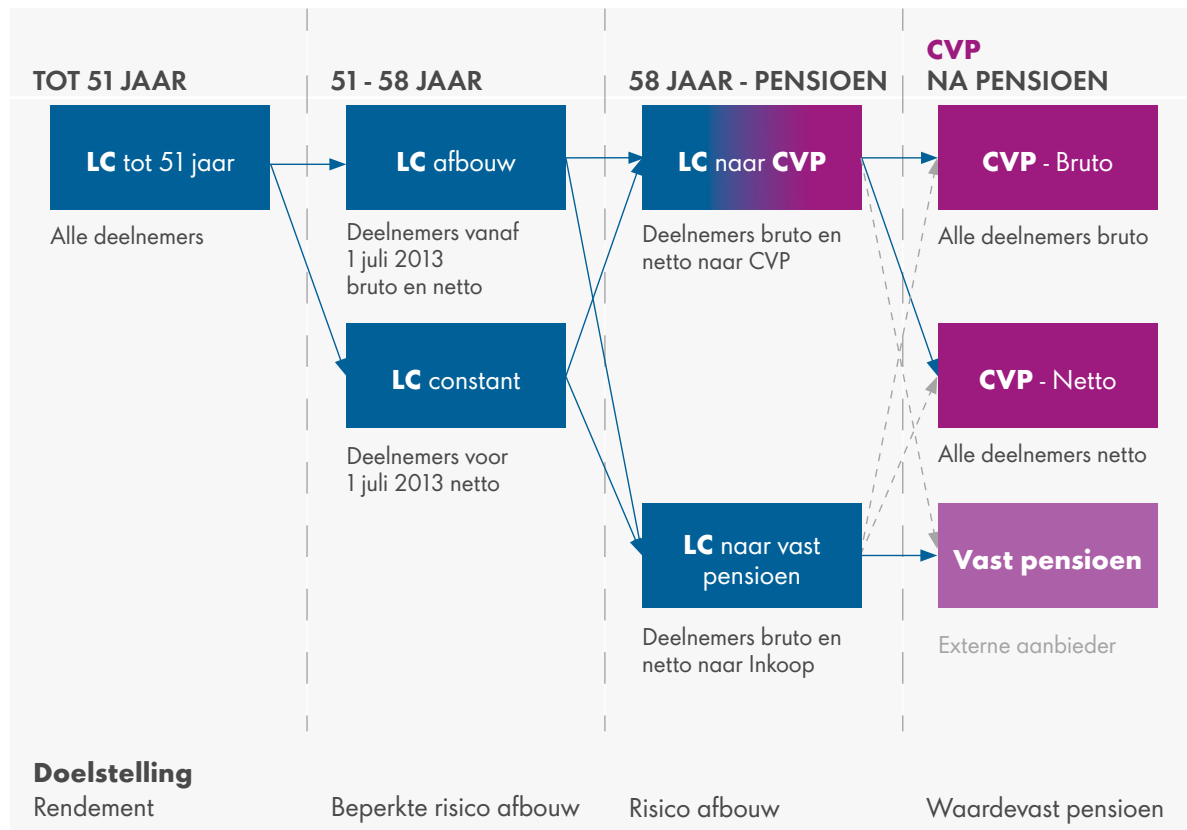 TOT 51 JAAR
51 - 58 JAAR
58 JAAR - PENSIOEN
CVP
NA PENSIOEN
LC tot 51 jaar
Alle deelnemers
LC afbouw
Deelnemers vanaf
1 juli 2013
bruto en netto
LC constant
Deelnemers voor
1 juli 2013 netto
LC naar CVP
Deelnemers bruto en
netto naar CVP
LC naar vast
pensioen
Deelnemers bruto en
netto naar Inkoop
CVP - Bruto
Alle deelnemers bruto
CVP - Netto
Alle deelnemers netto
Vast pensioen
Externe aanbieder
Doelstelling
Rendement
Beperkte risico afbouw
Risico afbouw
Waardevast pensioen